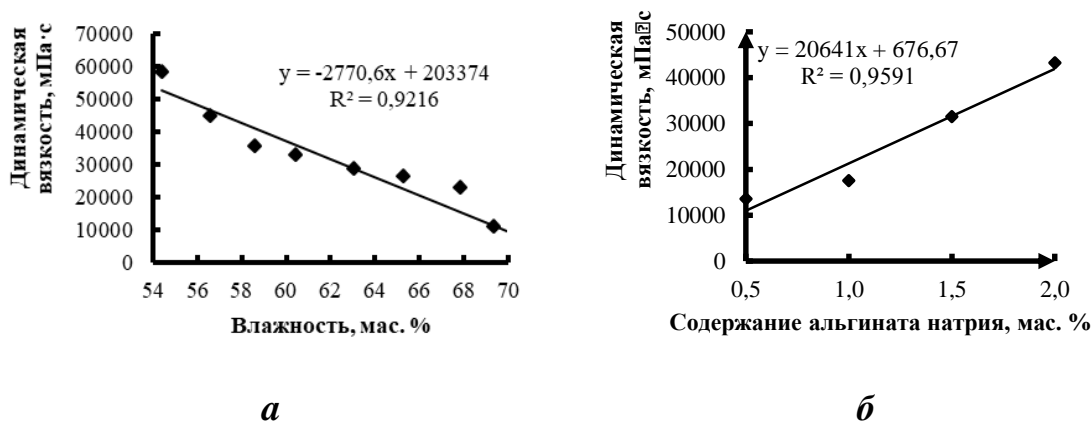 Динамическая
вязкость, мПа·с
70000
60000
50000
40000
30000
20000
10000
0
y = -2770,6x + 203374
R² = 0,9216
54 56 58 60 62 64 66 68 70
Влажность, мас. %
а
Динамическая
вязкость, мПа�с
50000
40000
30000
20000
10000
0
y = 20641x + 676,67
R² = 0,9591
0,5 1,0 1,5 2,0
Содержание альгината натрия, мас. %
б